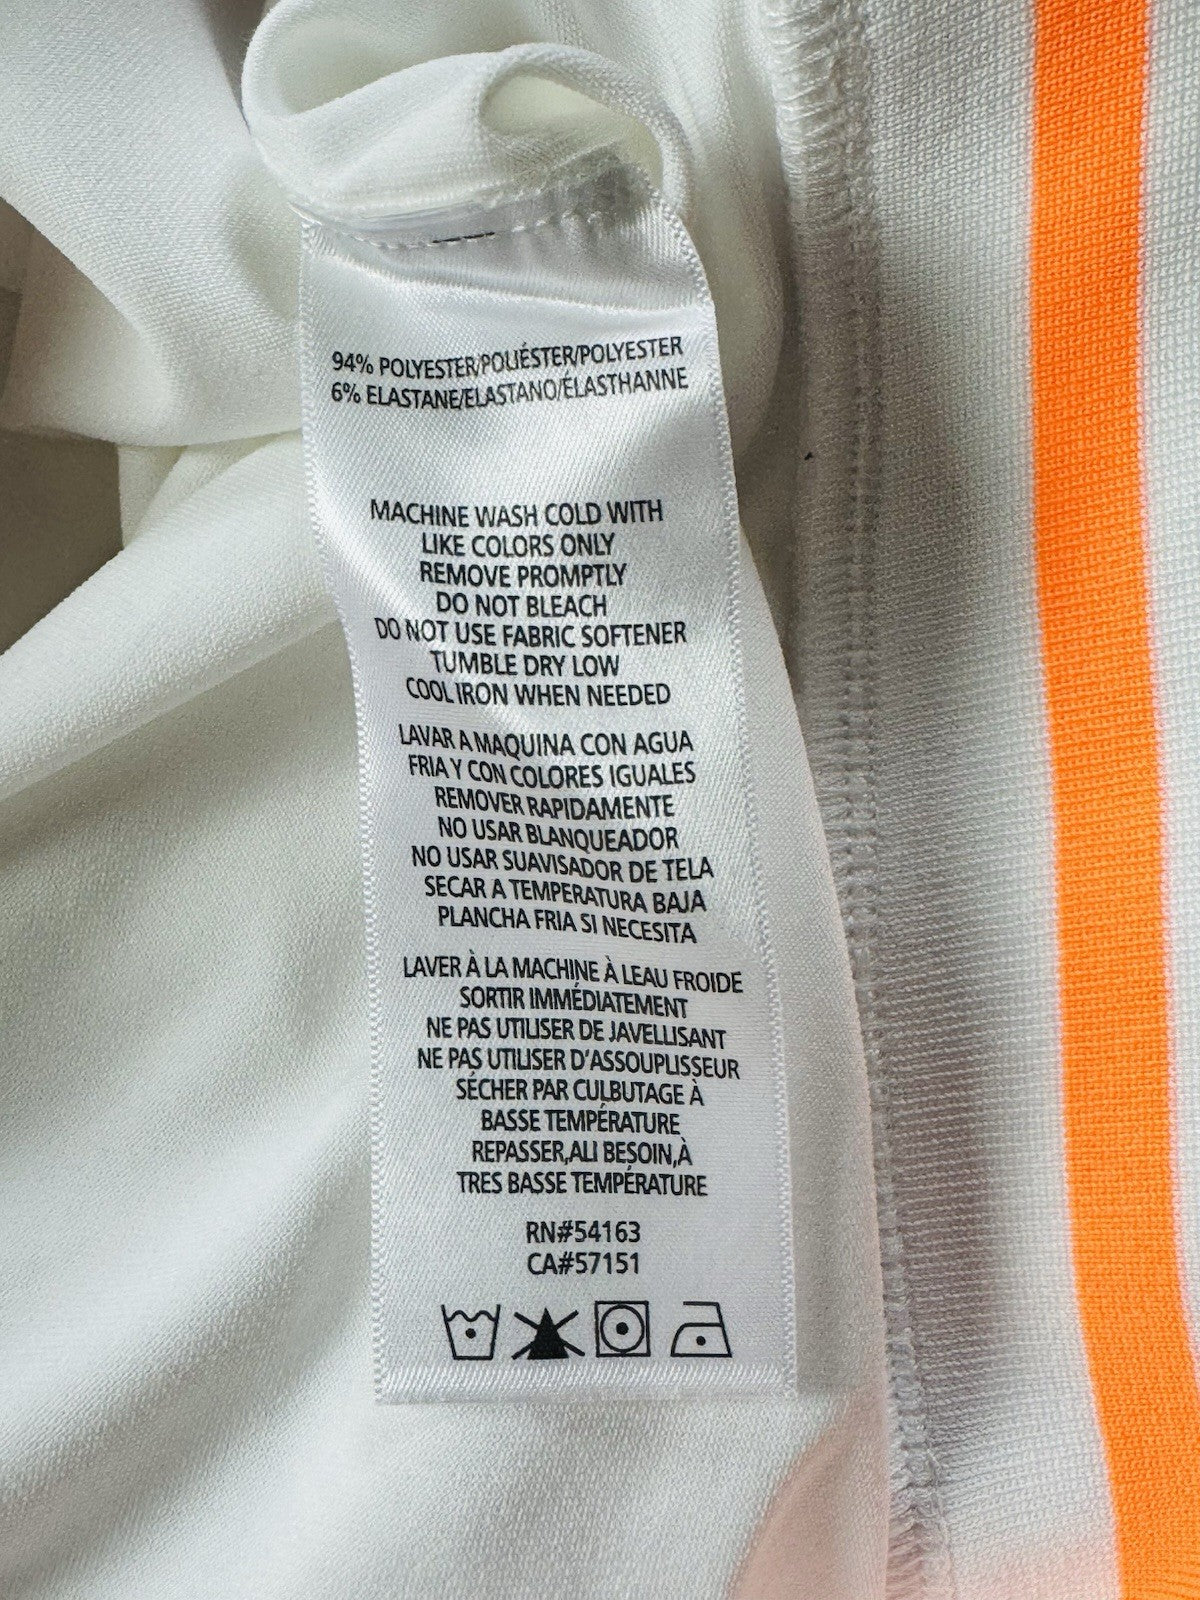 94% POLYESTER/POLIÉSTER/POLYESTER
6% ELASTANE/ELASTANO/ÉLASTHANNE
MACHINE WASH COLD WITH
LIKE COLORS ONLY
REMOVE PROMPTLY
DO NOT BLEACH
DO NOT USE FABRIC SOFTENER
TUMBLE DRY LOW
COOL IRON WHEN NEEDED
LAVAR A MAQUINA CON AGUA
FRIA Y CON COLORES IGUALES
REMOVER RAPIDAMENTE
NO USAR BLANQUEADOR
NO USAR SUAVISADOR DE TELA
SECAR A TEMPERATURA BAJA
PLANCHA FRIA SI NECESITA
LAVER À LA MACHINE À LEAU FROIDE
SORTIR IMMÉDIATEMENT
NE PAS UTILISER DE JAVELLISANT
NE PAS UTILISER D'ASSOUPLISSEUR
SÉCHER PAR CULBUTAGE À
BASSE TEMPÉRATURE
REPASSER,ALI BESOIN,À
TRES BASSE TEMPÉRATURE
RN#54163
CA#57151